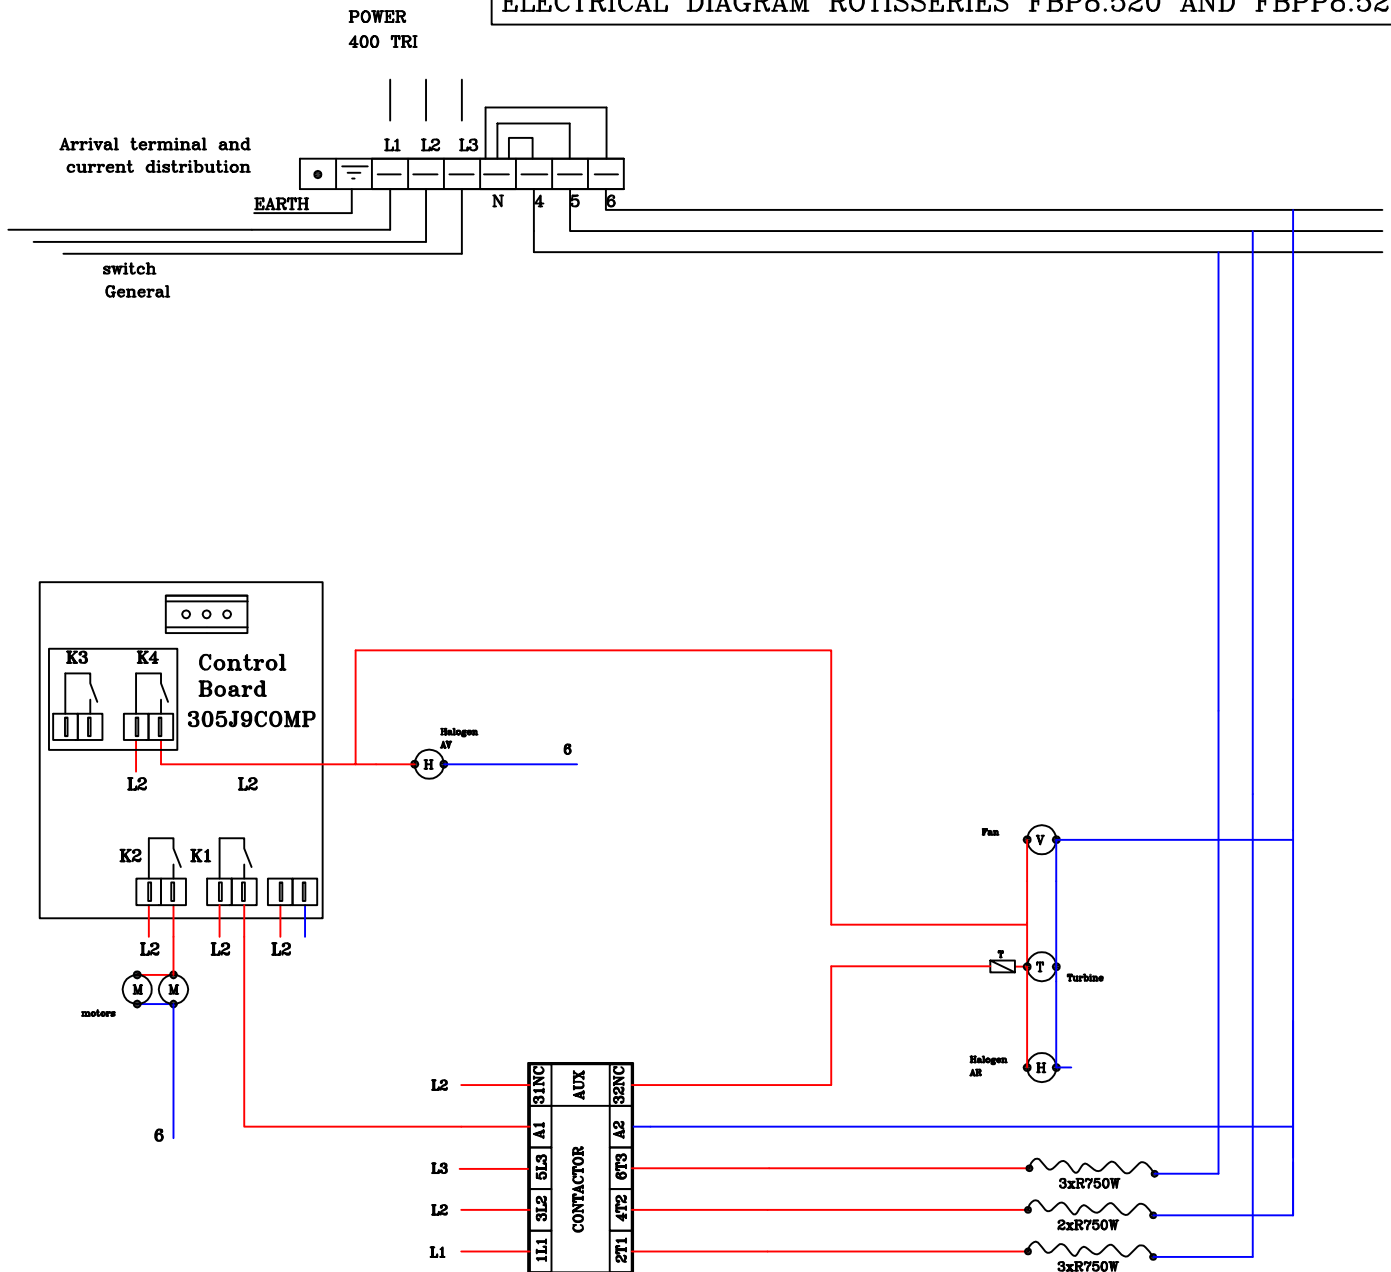 ELECTRICAL DIAGRAM ROTISSERIES FBP8.520 AND FBPP8.52
POWER
400 TRI
Arrival terminal and
current distribution
L1 L2 L3
EARTH
N 4 5 6
switch
General
K3 K4
Control
Board
305J9COMP
Halogen
AV
H
6
L2 L2
K2 K1
Fan
V
L2 L2 L2
M M
motors
T
T
Turbine
Halogen
AR
H
6
L2
31NC
AUX
32NC
A1
A2
L3
5L3
CONTACTOR
6T3
3xR750W
L2
3L2
4T2
2xR750W
L1
1L1
2T1
3xR750W